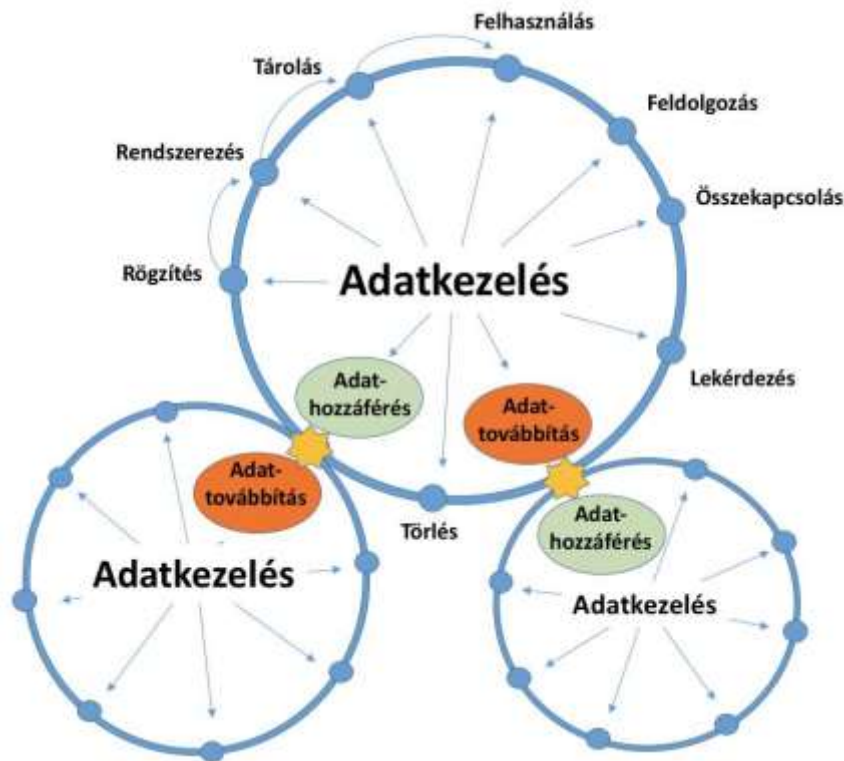 Felhasználás
Tárolás
Feldolgozás
Rendszerezés
Összekapcsolás
Rögzítés
Adatkezelés
Lekérdezés
Adat-
hozzáférés
Adat-
továbbítás
Adat-
továbbítás
Törlés
Adat-
hozzáférés
Adatkezelés
Adatkezelés